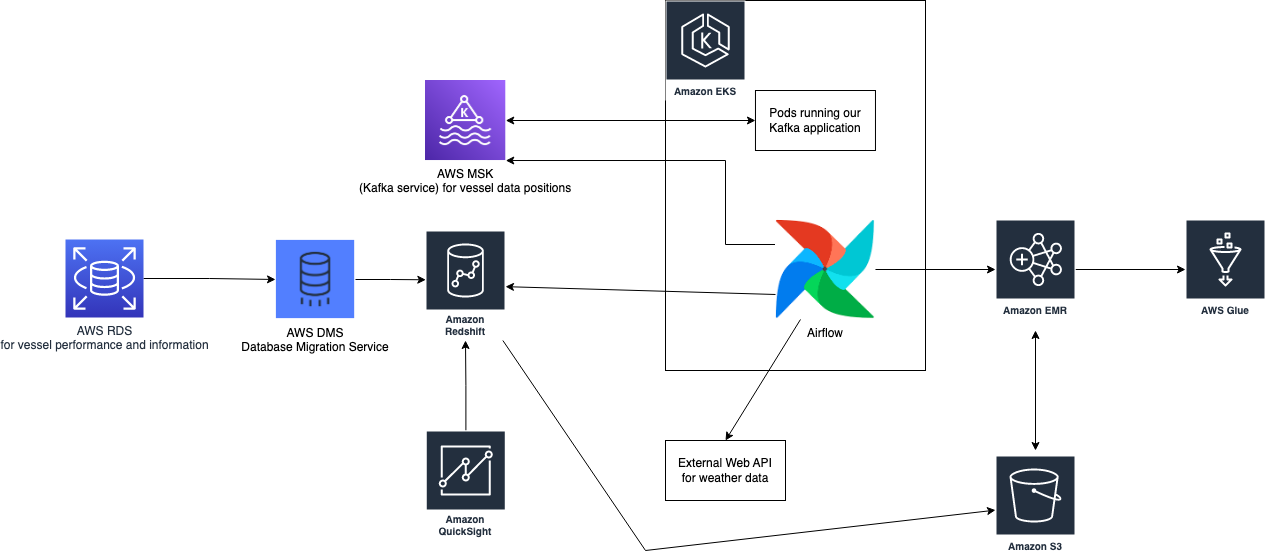 Amazon EKS
Pods running our
Kafka application
K
K
AWS MSK
(Kafka service) for vessel data positions
AWS RDS
for vessel performance and information
AWS DMS
Database Migration Service
Amazon
Redshift
Airflow
Amazon EMR
AWS Glue
External Web API
for weather data
Amazon
QuickSight
Amazon S3